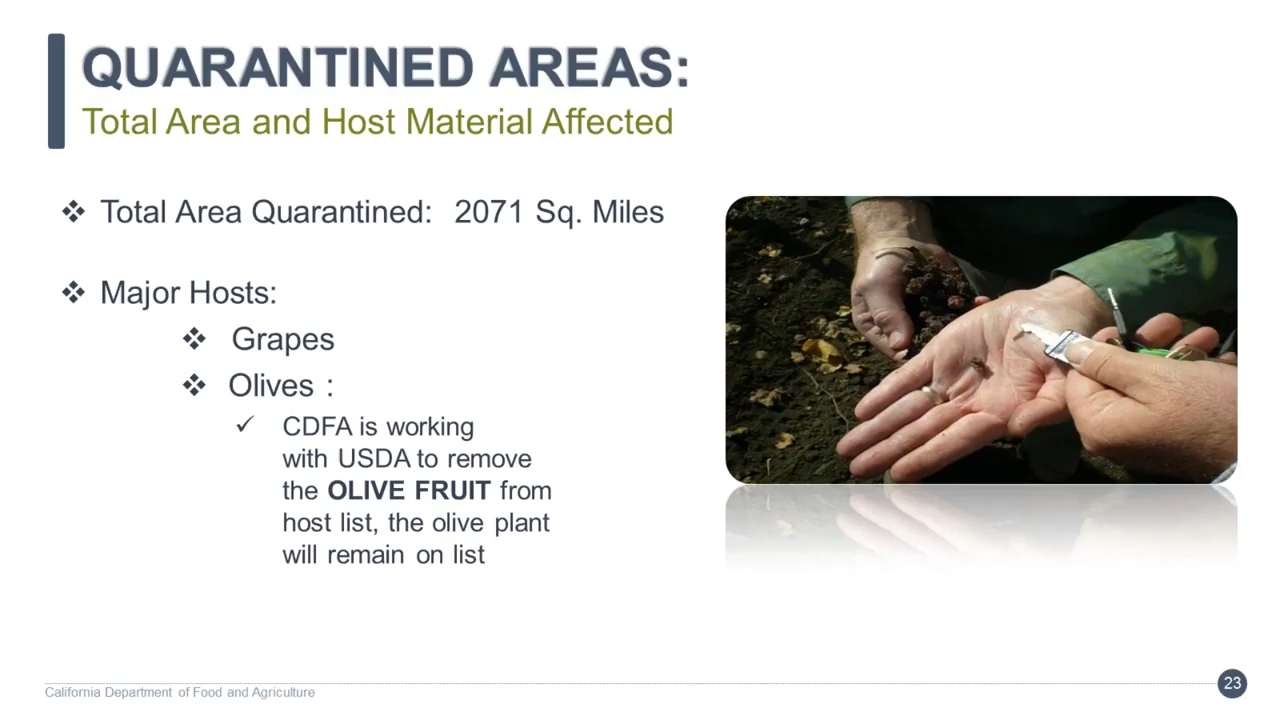 QUARANTINED AREAS:
Total Area and Host Material Affected
❖ Total Area Quarantined: 2071 Sq. Miles
❖ Major Hosts:
❖ Grapes
❖ Olives :
✓ CDFA is working
with USDA to remove
the OLIVE FRUIT from
host list, the olive plant
will remain on list
California Department of Food and Agriculture
23